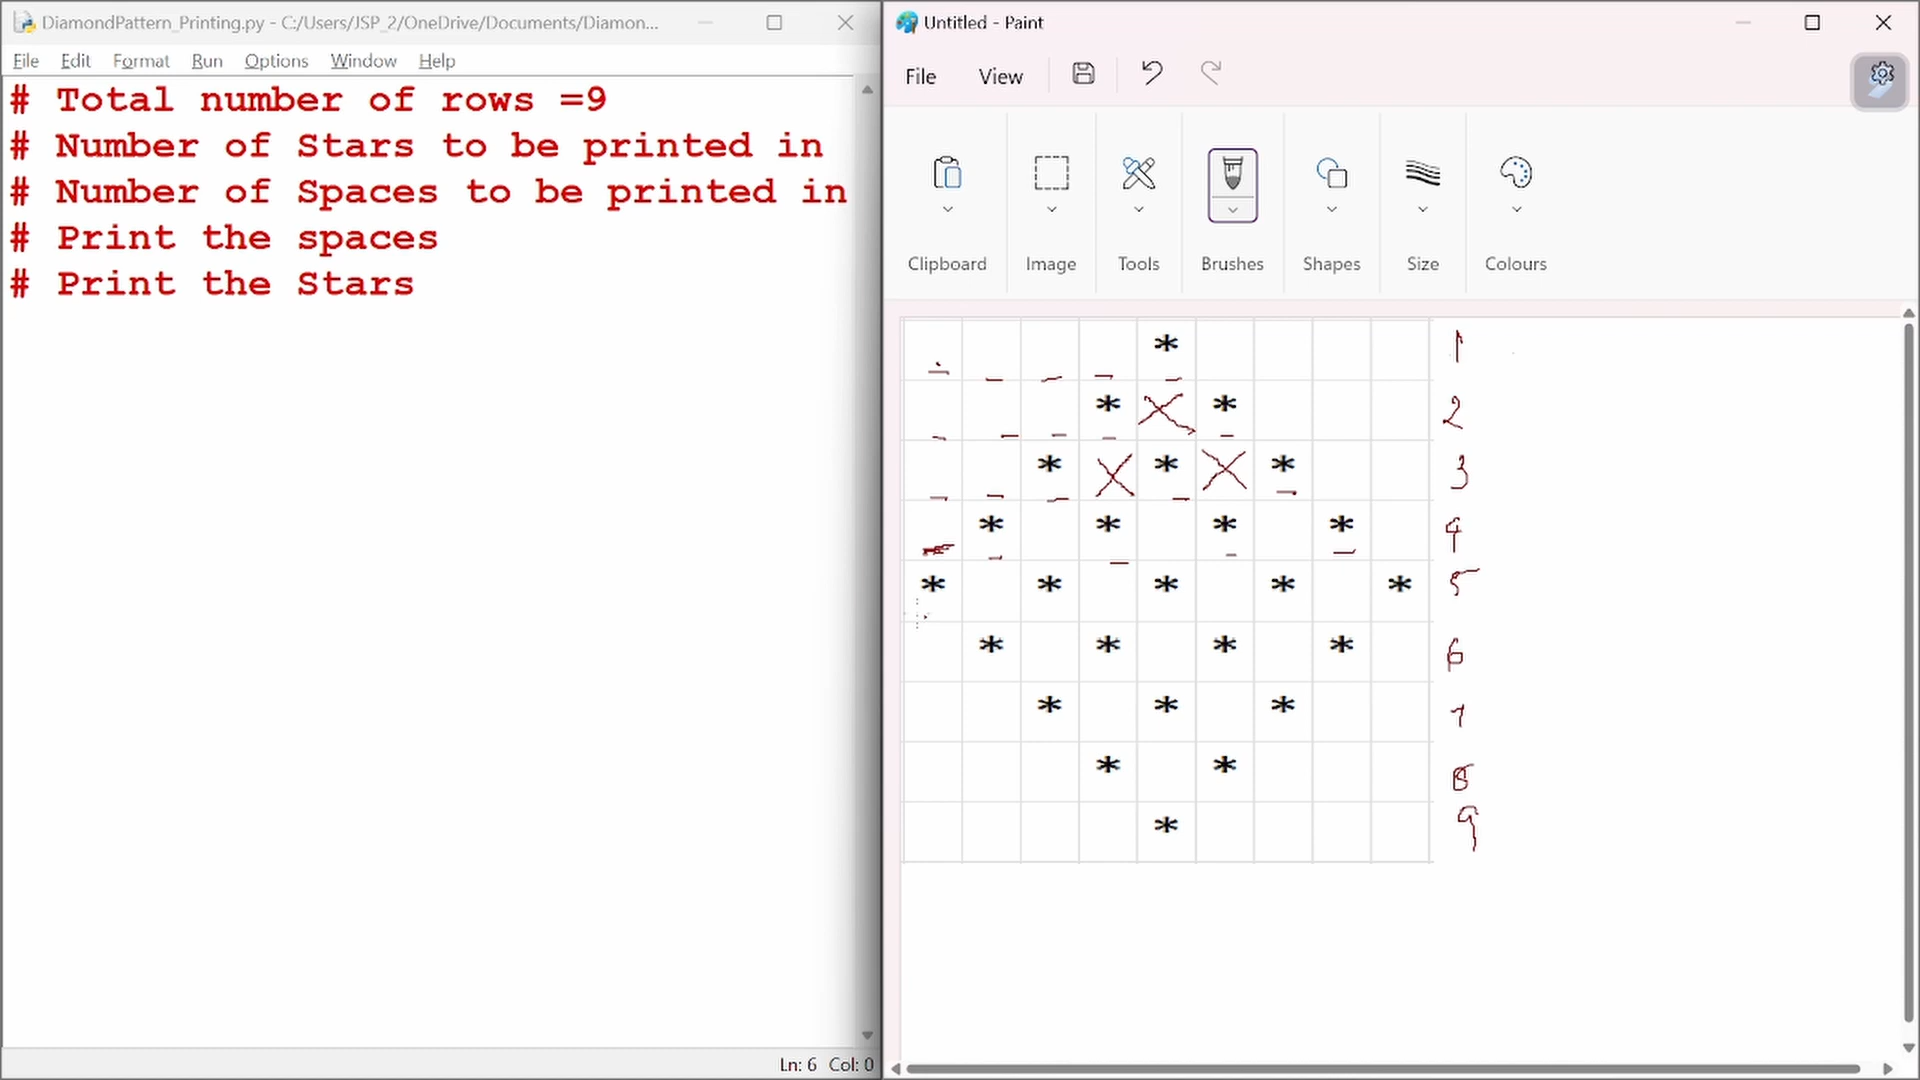 DiamondPattern_Printing.py - C:/Users/JSP_2/OneDrive/Documents/Diamon...
File Edit Format Run Options Window Help
# Total number of rows =9
# Number of Stars to be printed in
# Number of Spaces to be printed in
# Print the spaces
# Print the Stars
Ln: 6 Col: 0
Untitled - Paint
File View
Clipboard Image Tools Brushes Shapes Size Colours
* 1
* * 2
* * * 3
* * * * 4
* * * * * 5
* * * * 6
* * * 7
* * 8
* 9